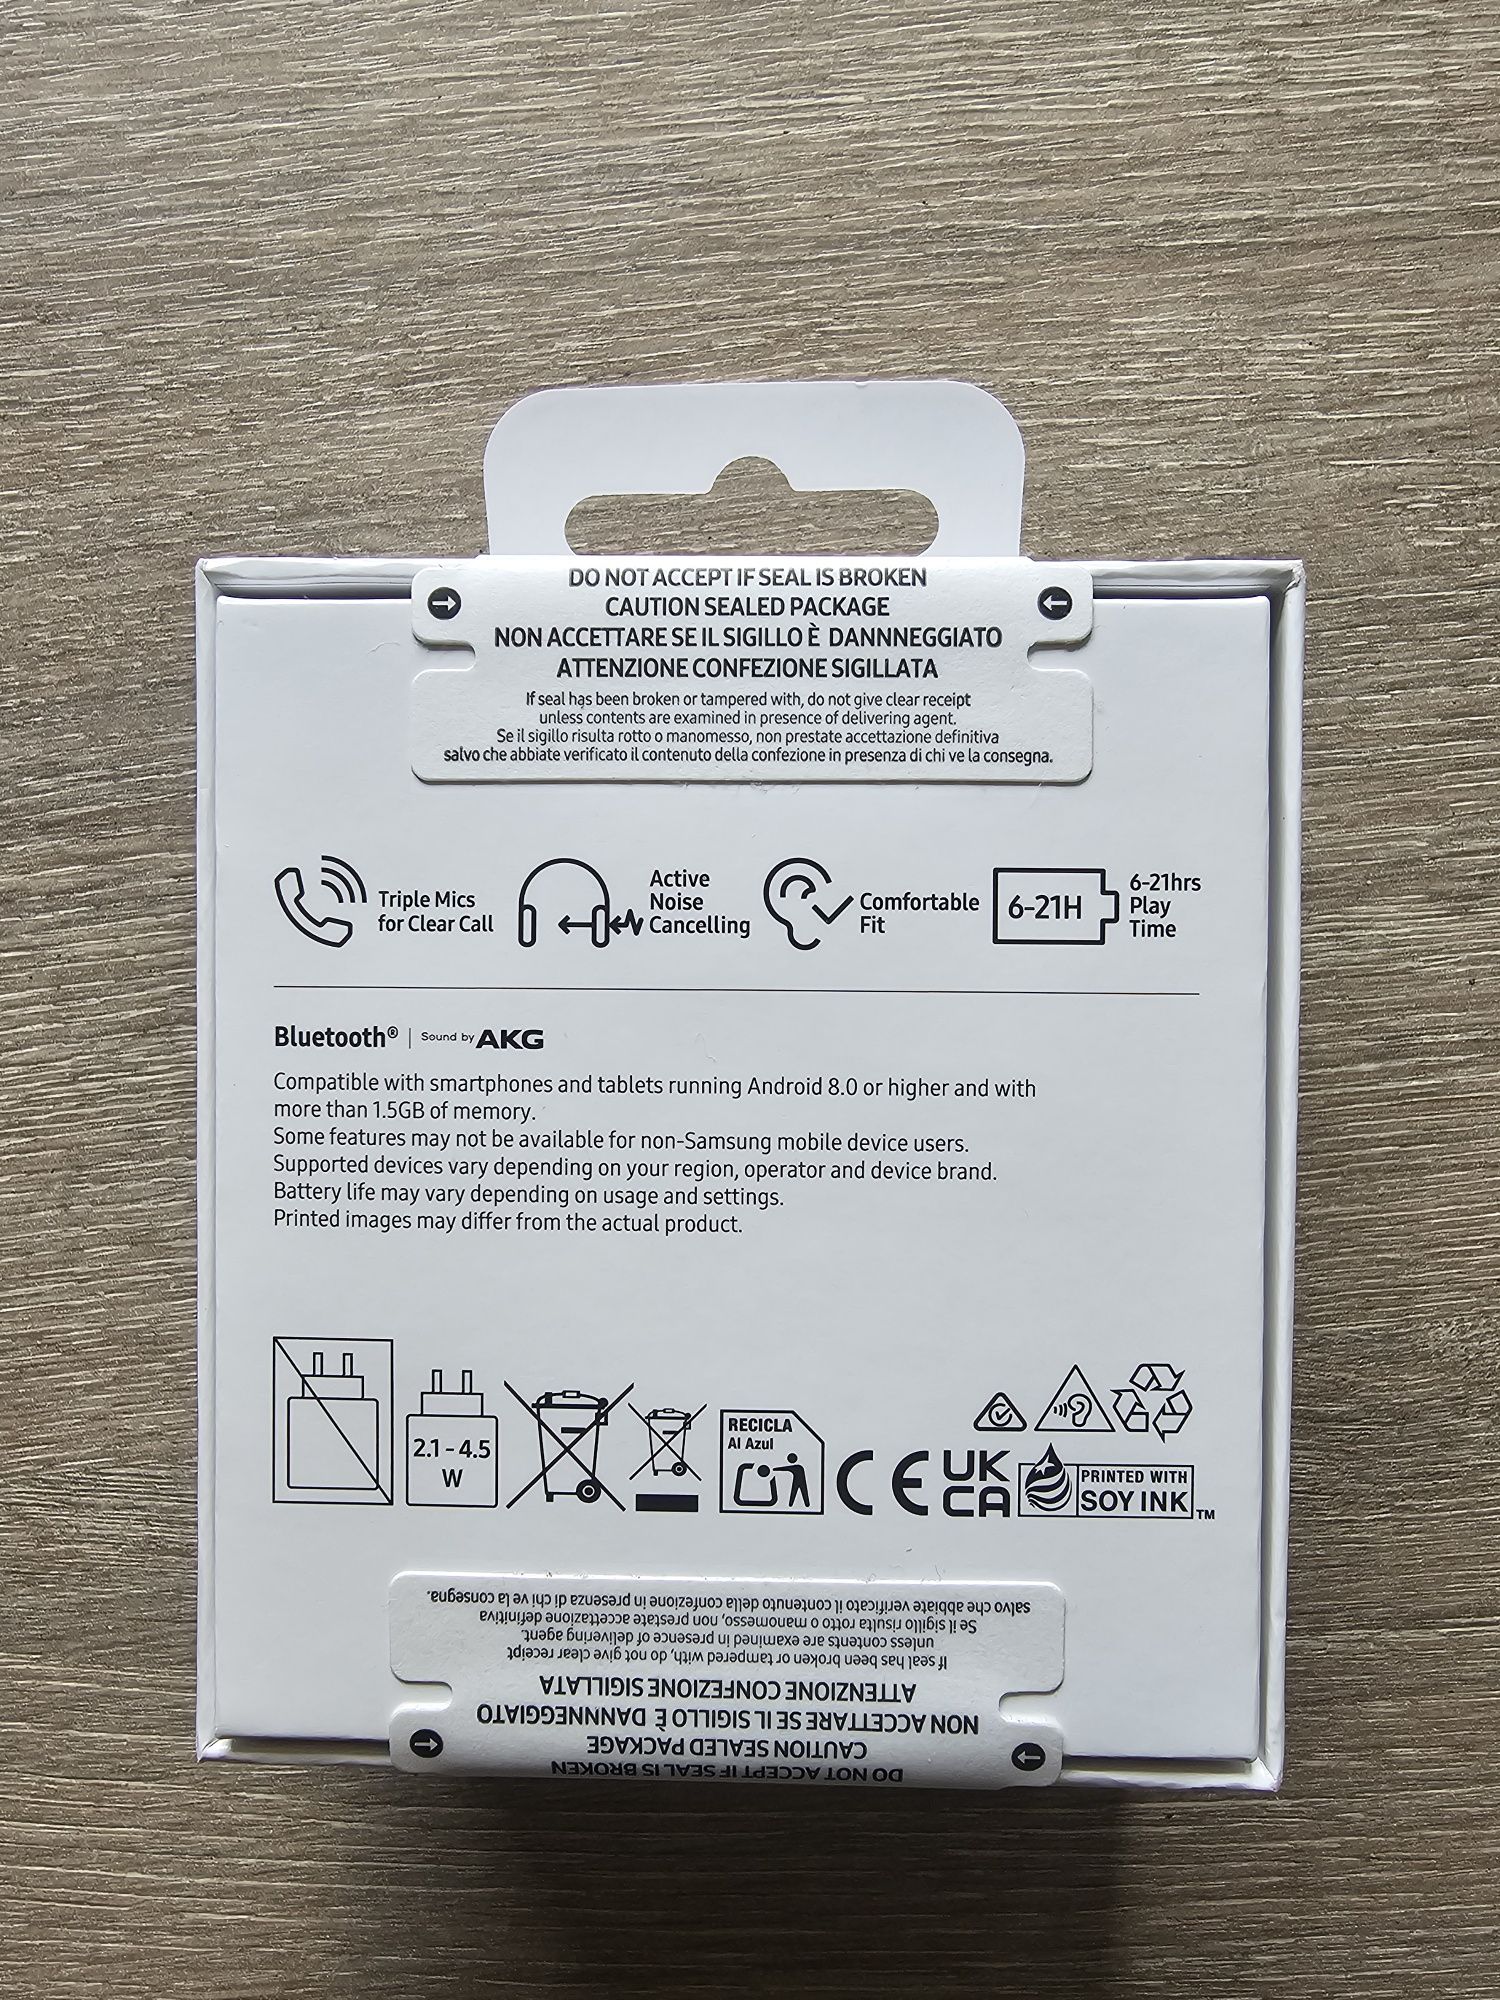 DO NOT ACCEPT IF SEAL IS BROKEN
CAUTION SEALED PACKAGE
NON ACCETTARE SE IL SIGILLO È DANNNEGGIATO
ATTENZIONE CONFEZIONE SIGILLATA
If seal has been broken or tampered with, do not give clear receipt
unless contents are examined in presence of delivering agent.
Se il sigillo risulta rotto o manomesso, non prestate accettazione definitiva
salvo che abbiate verificato il contenuto della confezione in presenza di chi ve la consegna.
Triple Mics
for Clear Call
Active
Noise
Cancelling
Comfortable
Fit
6-21H
6-21hrs
Play
Time
Bluetooth® | Sound by AKG
Compatible with smartphones and tablets running Android 8.0 or higher and with
more than 1.5GB of memory.
Some features may not be available for non-Samsung mobile device users.
Supported devices vary depending on your region, operator and device brand.
Battery life may vary depending on usage and settings.
Printed images may differ from the actual product.
2.1 - 4.5
W
RECICLA
Al Azul
CE
UK
CA
PRINTED WITH
SOY INK™
DO NOT ACCEPT IF SEAL IS BROKEN
CAUTION SEALED PACKAGE
NON ACCETTARE SE IL SIGILLO È DANNNEGGIATO
ATTENZIONE CONFEZIONE SIGILLATA
If seal has been broken or tampered with, do not give clear receipt
unless contents are examined in presence of delivering agent.
Se il sigillo risulta rotto o manomesso, non prestate accettazione definitiva
salvo che abbiate verificato il contenuto della confezione in presenza di chi ve la consegna.